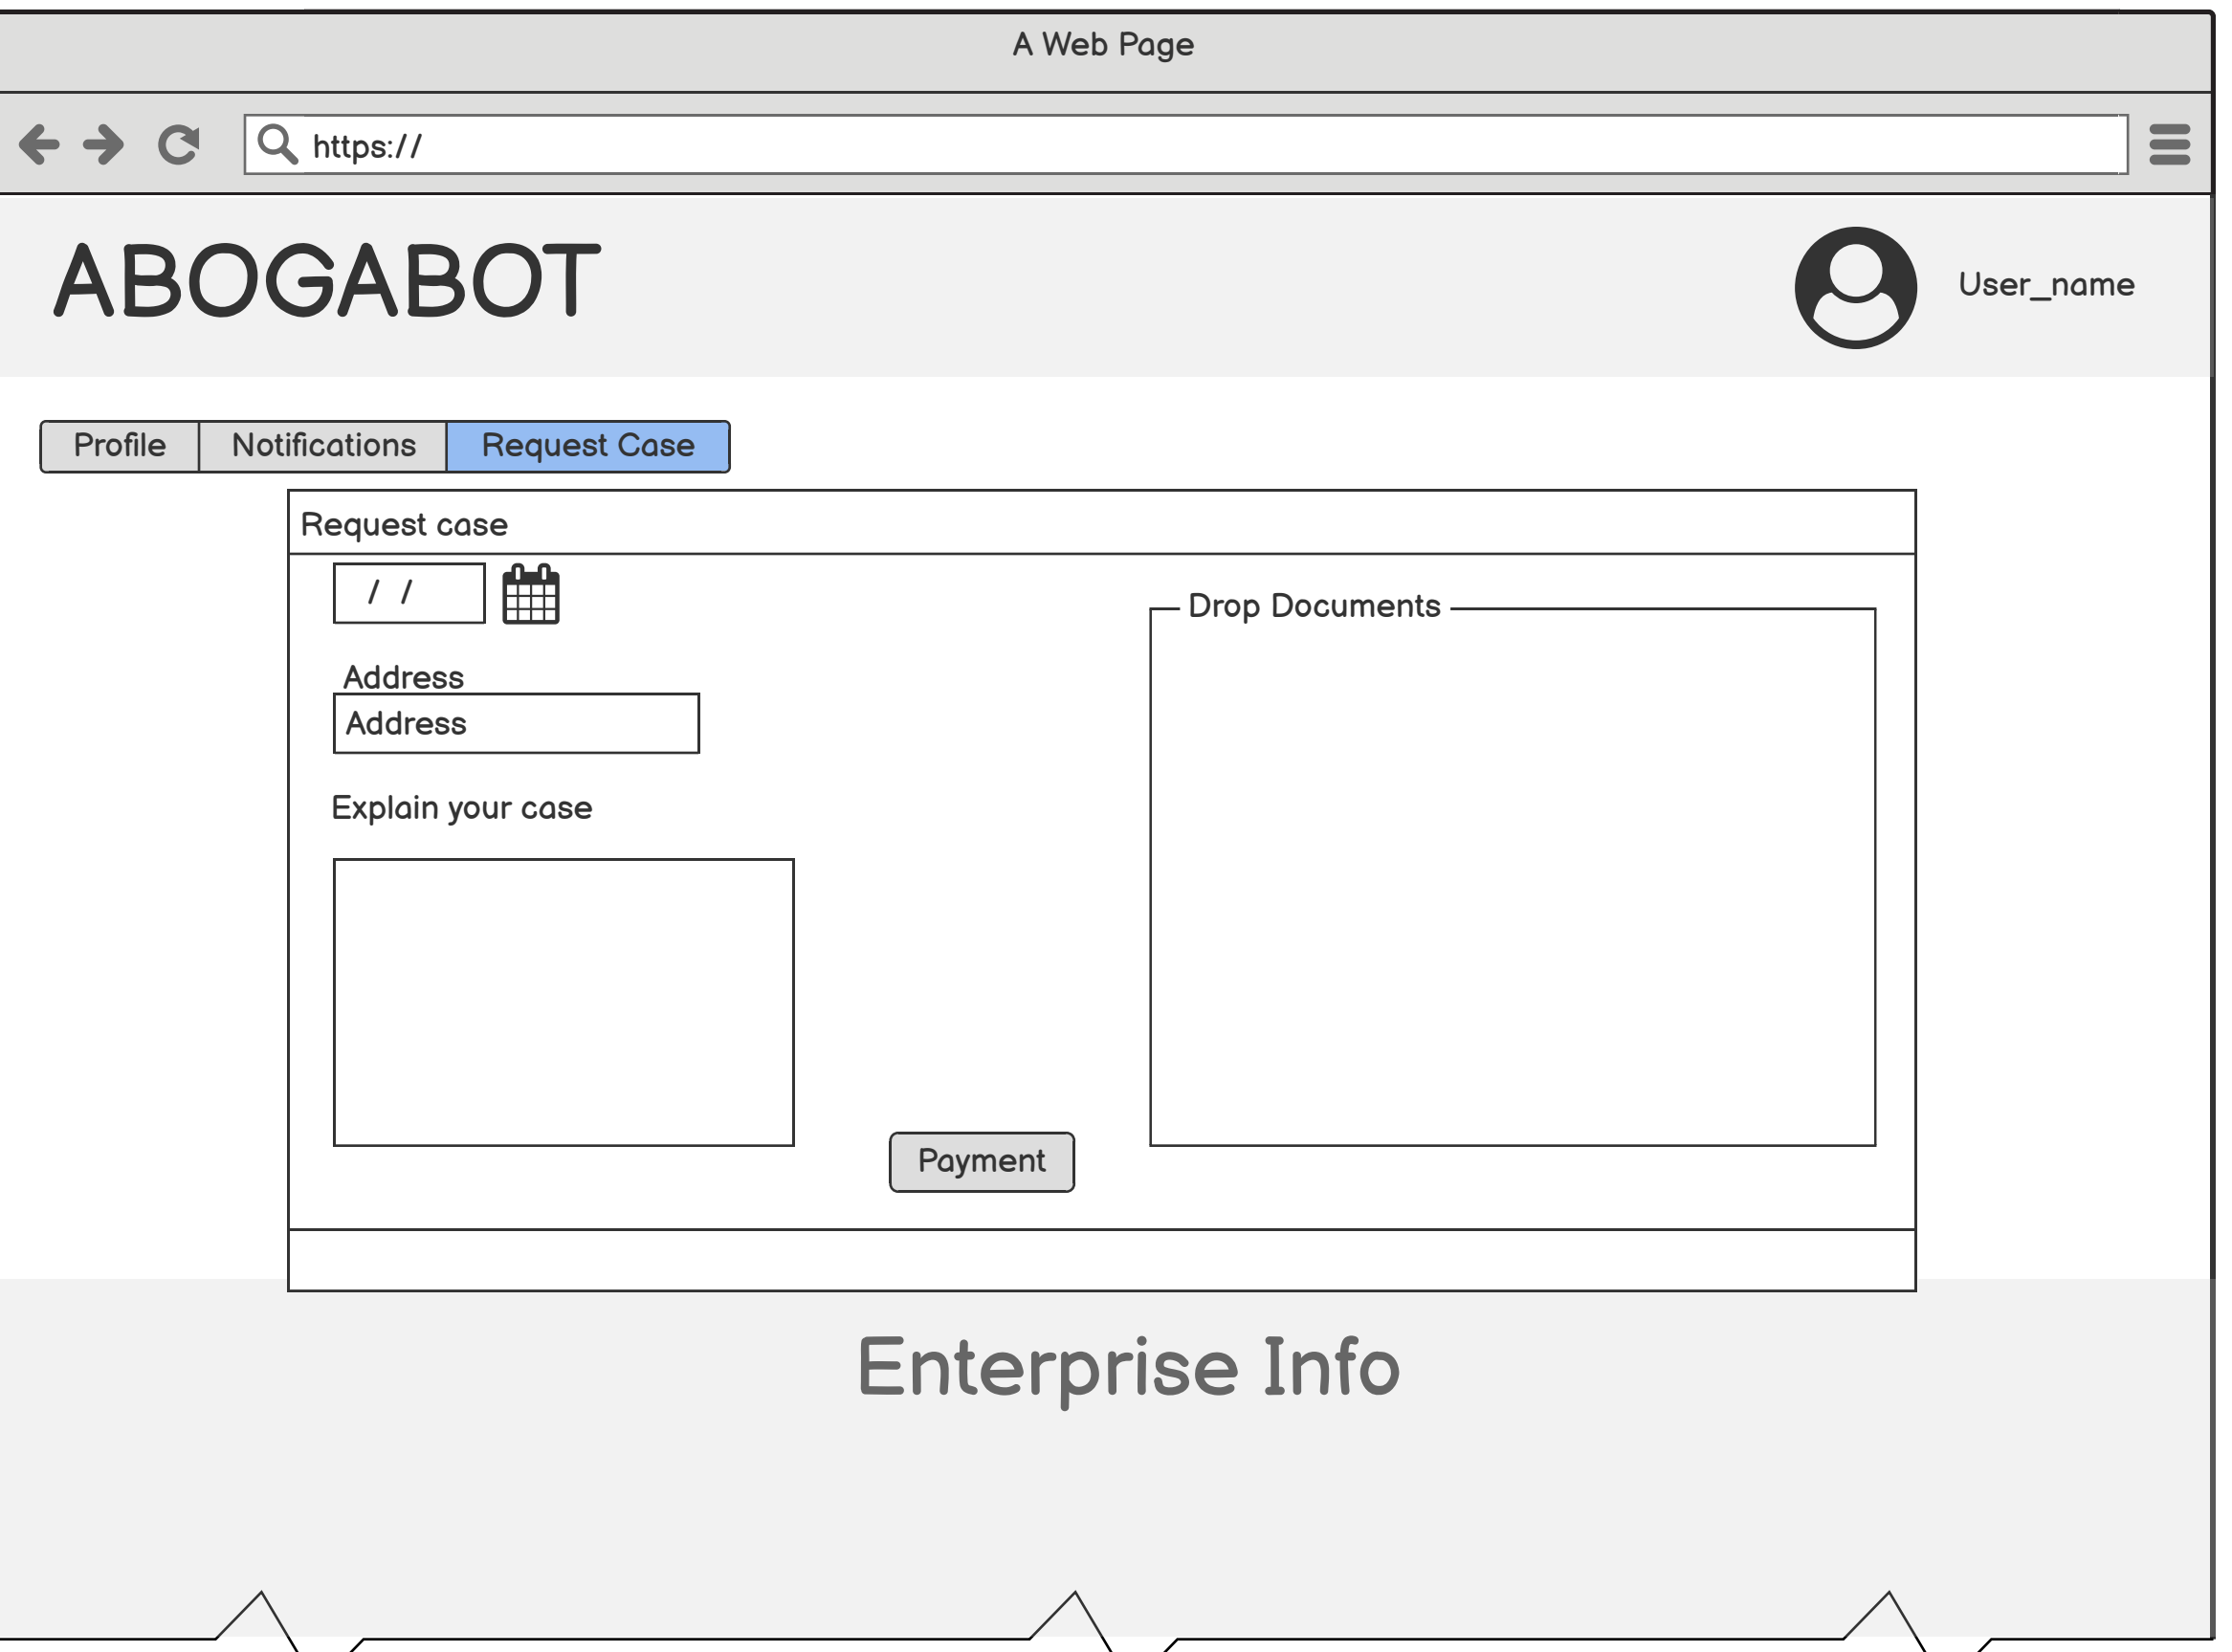 A Web Page
https://
ABOGABOT
User_name
Profile
Notifications
Request Case
Request case
/ /
Drop Documents
Address
Address
Explain your case
Payment
Enterprise Info